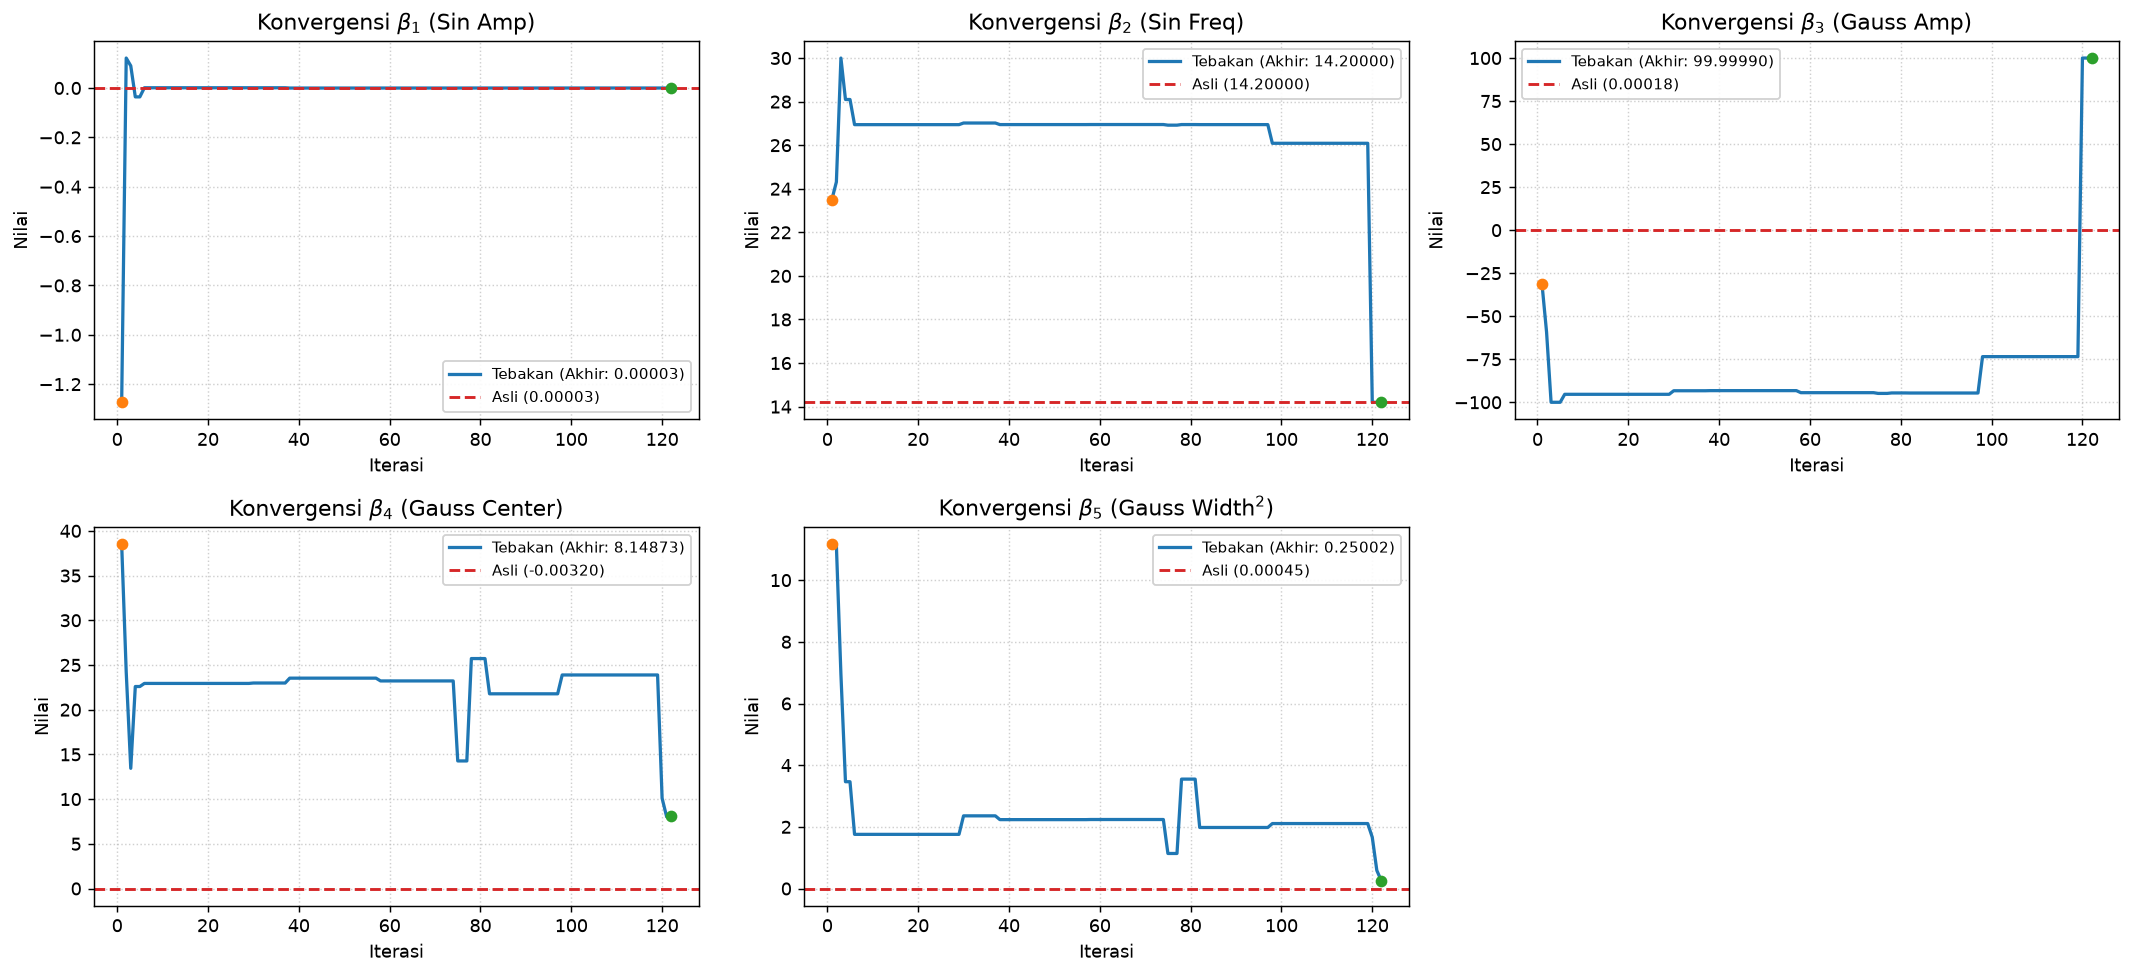 Konvergensi β₁ (Sin Amp)
0.0
−0.2
−0.4
−0.6
−0.8
−1.0
−1.2
Nilai
Tebakan (Akhir: 0.00003)
Asli (0.00003)
0 20 40 60 80 100 120
Iterasi
Konvergensi β₂ (Sin Freq)
30
28
26
24
22
20
18
16
14
Nilai
Tebakan (Akhir: 14.20000)
Asli (14.20000)
0 20 40 60 80 100 120
Iterasi
Konvergensi β₃ (Gauss Amp)
100
75
50
25
0
−25
−50
−75
−100
Nilai
Tebakan (Akhir: 99.99990)
Asli (0.00018)
0 20 40 60 80 100 120
Iterasi
Konvergensi β₄ (Gauss Center)
40
35
30
25
20
15
10
5
0
Nilai
Tebakan (Akhir: 8.14873)
Asli (-0.00320)
0 20 40 60 80 100 120
Iterasi
Konvergensi β₅ (Gauss Width²)
10
8
6
4
2
0
Nilai
Tebakan (Akhir: 0.25002)
Asli (0.00045)
0 20 40 60 80 100 120
Iterasi